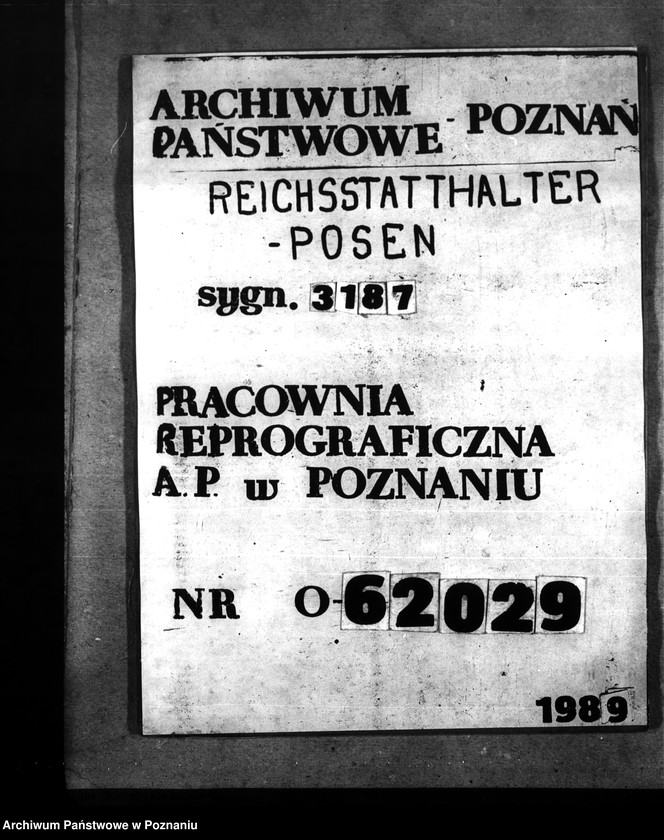 ARCHIWUM
PAŃSTWOWE - POZNAŃ
REICHSSTATTHALTER
-POSEN
sygn. 3187
PRACOWNIA
REPROGRAFICZNA
A.P. w POZNANIU
NR O-62029
1989
Archiwum Państwowe w Poznaniu